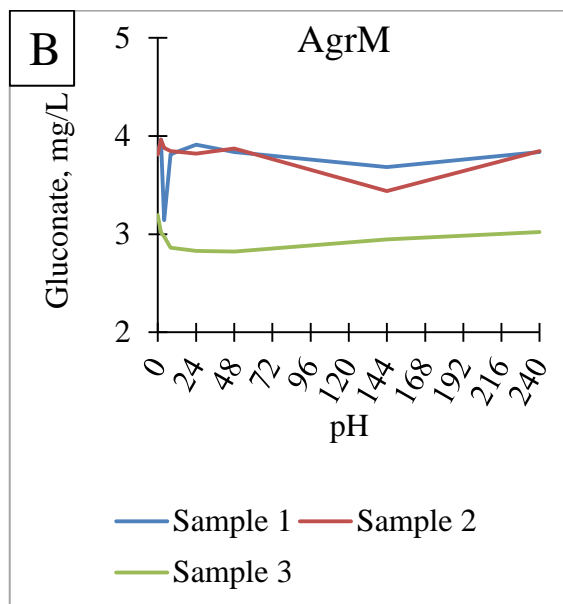 B
AgrM
Gluconate, mg/L
5
4
3
2
0 24 48 72 96 120 144 168 192 216 240
pH
Sample 1 Sample 2
Sample 3